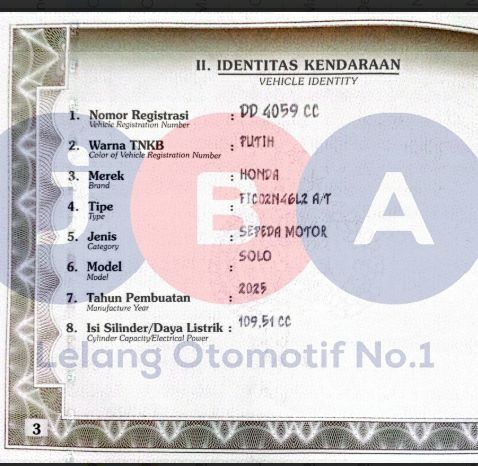 II. IDENTITAS KENDARAAN
VEHICLE IDENTITY
1. Nomor Registrasi : DD 4059 CC
Vehicle Registration Number
2. Warna TNKB : PUTIH
Color of Vehicle Registration Number
3. Merek : HONDA
Brand
4. Tipe : F1C02N46L2 A/T
Type
5. Jenis : SEPEDA MOTOR
Category
6. Model : SOLO
Model
7. Tahun Pembuatan : 2025
Manufacture Year
8. Isi Silinder/Daya Listrik : 109,51 CC
Cylinder Capacity/Electrical Power
JBA
Lelang Otomotif No.1
3